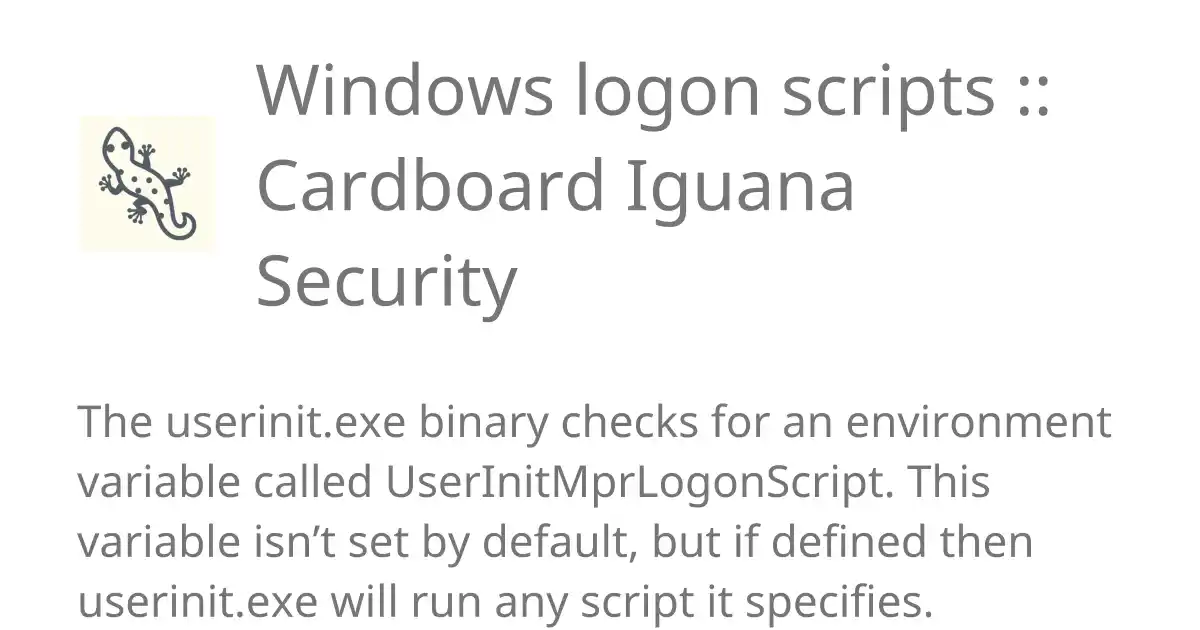 Windows logon scripts ::
Cardboard Iguana
Security
The userinit.exe binary checks for an environment
variable called UserInitMprLogonScript. This
variable isn’t set by default, but if defined then
userinit.exe will run any script it specifies.